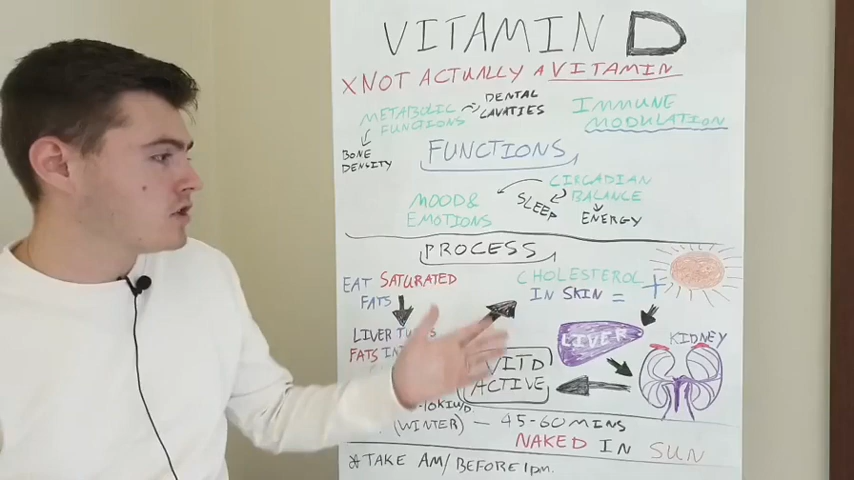 VITAMIN D
X NOT ACTUALLY A VITAMIN
METABOLIC FUNCTIONS
DENTAL CAVITIES
BONE DENSITY
IMMUNE
MODULATION
FUNCTIONS
MOOD &
EMOTIONS
CIRCADIAN
BALANCE
SLEEP
ENERGY
PROCESS
EAT SATURATED
FATS
LIVER
FATS
CHOLESTEROL
IN SKIN = +
LIVER
KIDNEY
VIT D
ACTIVE
(WINTER) — 45-60 MINS
NAKED IN SUN
* TAKE AM/BEFORE 1pm.